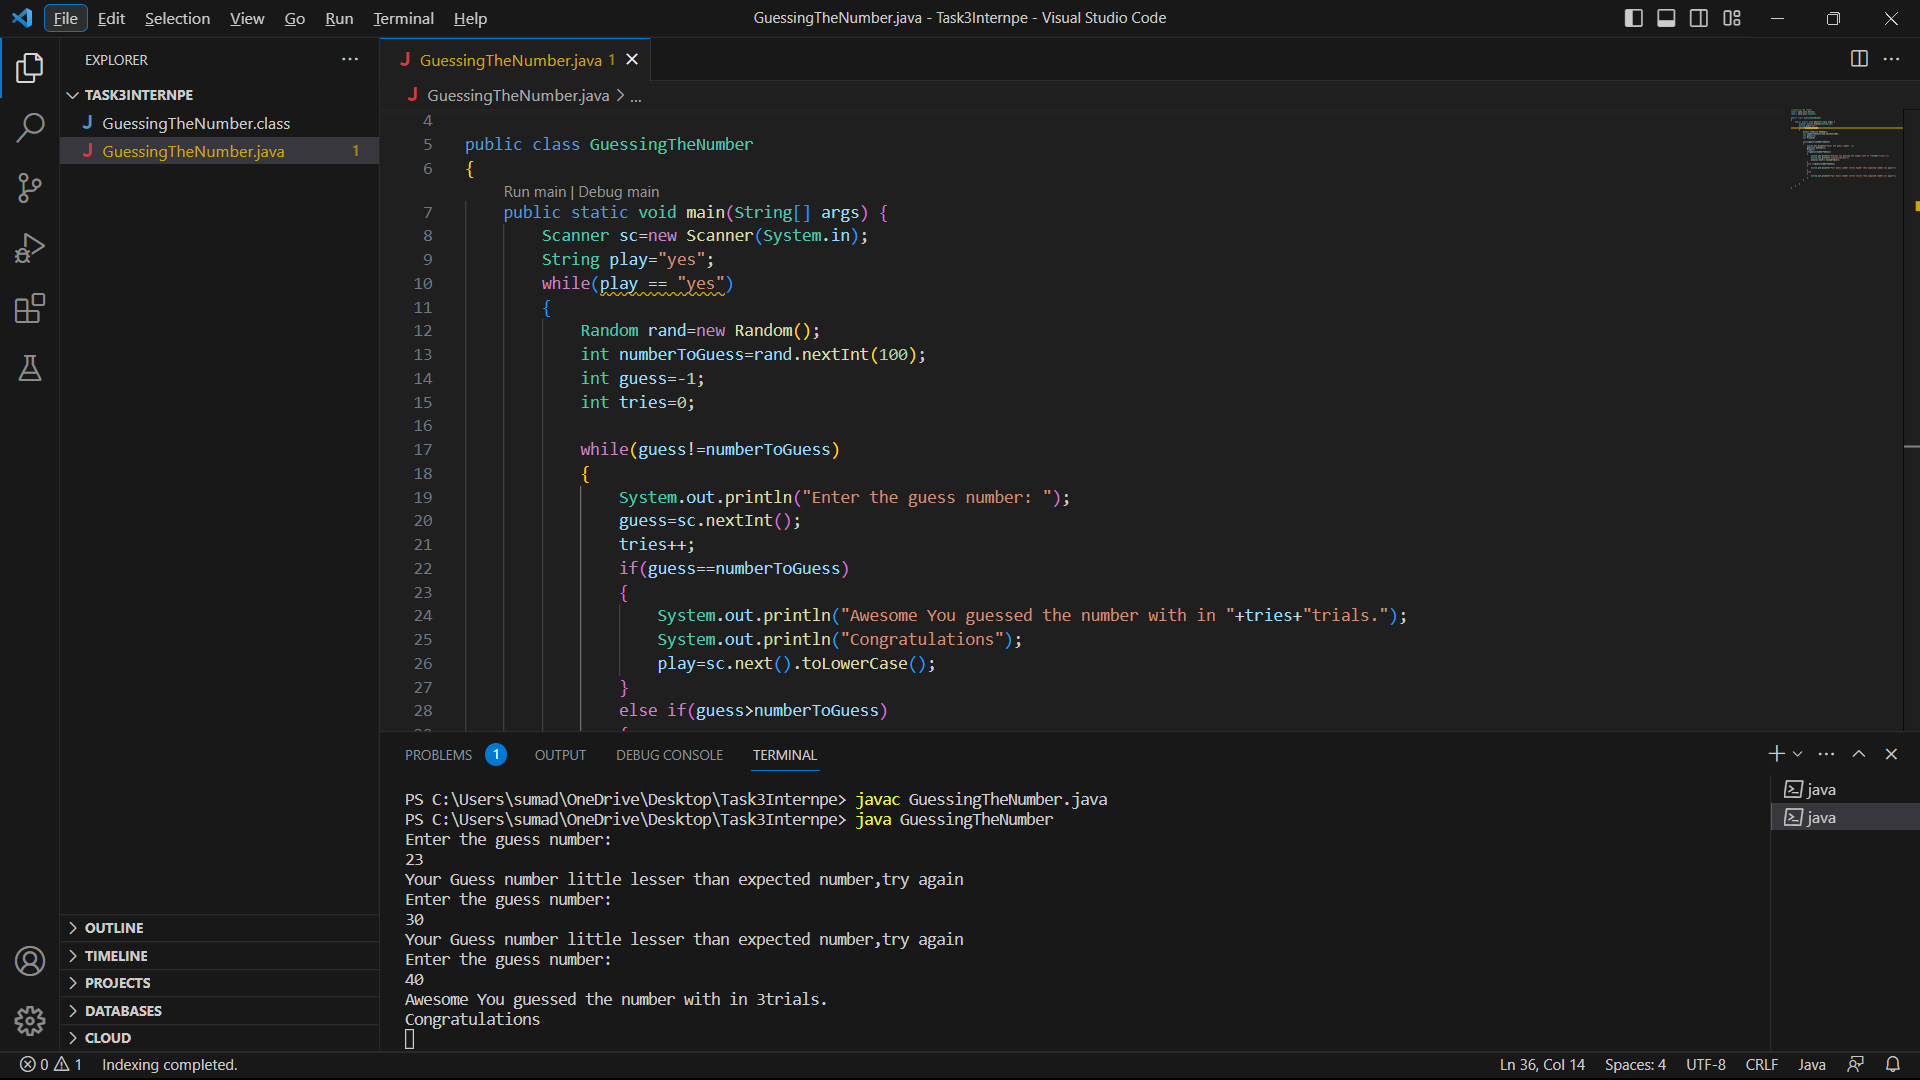 File Edit Selection View Go Run Terminal Help
GuessingTheNumber.java - Task3Internpe - Visual Studio Code
EXPLORER
TASK3INTERNPE
J GuessingTheNumber.class
J GuessingTheNumber.java 1
OUTLINE
TIMELINE
PROJECTS
DATABASES
CLOUD
J GuessingTheNumber.java 1
J GuessingTheNumber.java > ...
4
5 public class GuessingTheNumber
6 {
Run main | Debug main
7 public static void main(String[] args) {
8 Scanner sc=new Scanner(System.in);
9 String play="yes";
10 while(play == "yes")
11 {
12 Random rand=new Random();
13 int numberToGuess=rand.nextInt(100);
14 int guess=-1;
15 int tries=0;
16
17 while(guess!=numberToGuess)
18 {
19 System.out.println("Enter the guess number: ");
20 guess=sc.nextInt();
21 tries++;
22 if(guess==numberToGuess)
23 {
24 System.out.println("Awesome You guessed the number with in "+tries+"trials.");
25 System.out.println("Congratulations");
26 play=sc.next().toLowerCase();
27 }
28 else if(guess>numberToGuess)
PROBLEMS 1 OUTPUT DEBUG CONSOLE TERMINAL
PS C:\Users\sumad\OneDrive\Desktop\Task3Internpe> javac GuessingTheNumber.java
PS C:\Users\sumad\OneDrive\Desktop\Task3Internpe> java GuessingTheNumber
Enter the guess number:
23
Your Guess number little lesser than expected number,try again
Enter the guess number:
30
Your Guess number little lesser than expected number,try again
Enter the guess number:
40
Awesome You guessed the number with in 3trials.
Congratulations
java
java
0 1 Indexing completed.
Ln 36, Col 14 Spaces: 4 UTF-8 CRLF Java